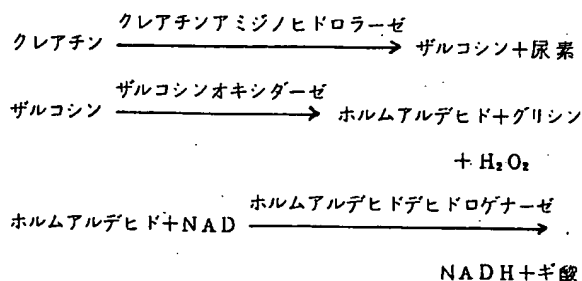 クレアチンアミジノヒドロラーゼ
クレアチン ザルコシン+尿素
ザルコシンオキシダーゼ
ザルコシン ホルムアルデヒド+グリシン
+ H₂O₂
ホルムアルデヒドデヒドロゲナーゼ
ホルムアルデヒド+NAD
NADH+ギ酸